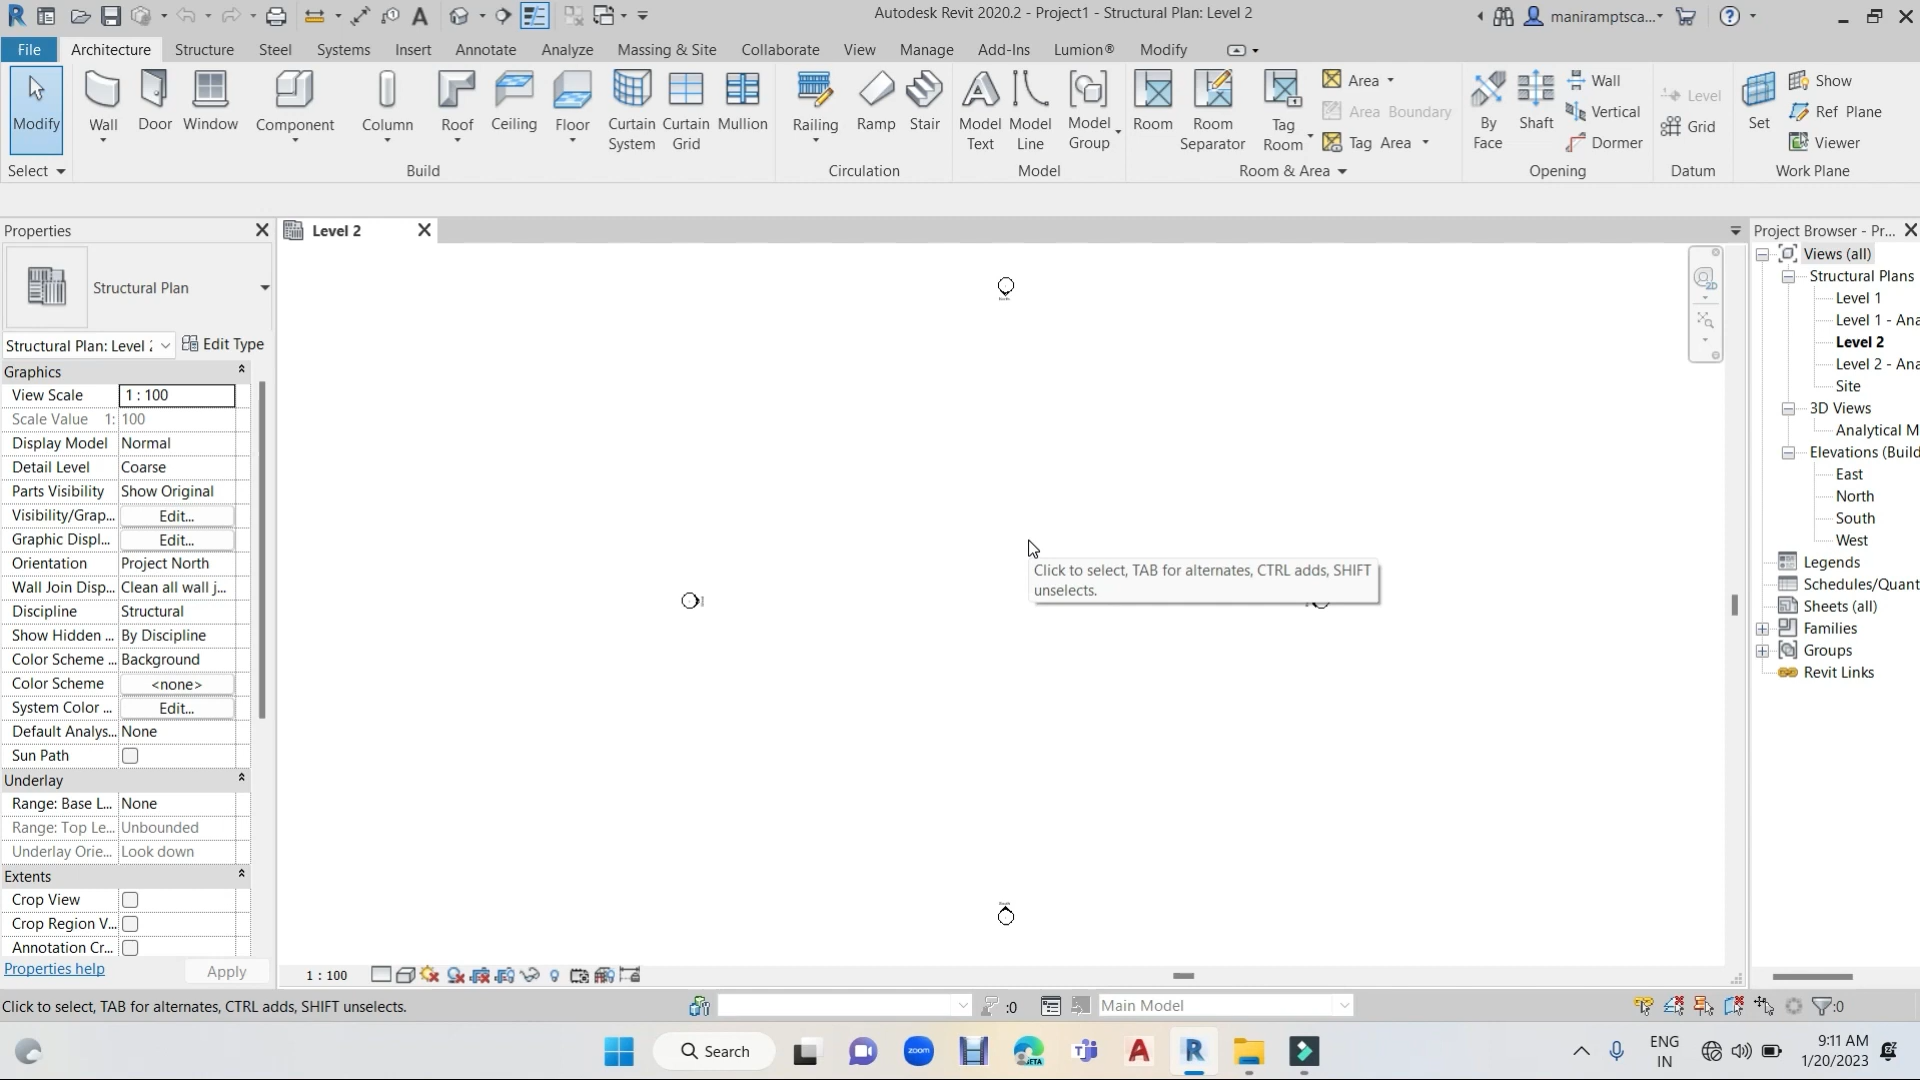 Autodesk Revit 2020.2 - Project1 - Structural Plan: Level 2
maniramptsca...
File Architecture Structure Steel Systems Insert Annotate Analyze Massing & Site Collaborate View Manage Add-Ins Lumion® Modify
Modify
Wall
Door
Window
Component
Column
Roof
Ceiling
Floor
Curtain System
Curtain Grid
Mullion
Railing
Ramp
Stair
Model Text
Model Line
Model Group
Room
Room Separator
Tag Room
Area
Area Boundary
Tag Area
By Face
Shaft
Wall
Vertical
Dormer
Level
Grid
Set
Show
Ref Plane
Viewer
Select
Build
Circulation
Model
Room & Area
Opening
Datum
Work Plane
Properties
Structural Plan
Structural Plan: Level 2
Edit Type
Graphics
View Scale 1 : 100
Scale Value 1: 100
Display Model Normal
Detail Level Coarse
Parts Visibility Show Original
Visibility/Grap... Edit...
Graphic Displ... Edit...
Orientation Project North
Wall Join Disp... Clean all wall j...
Discipline Structural
Show Hidden ... By Discipline
Color Scheme ... Background
Color Scheme <none>
System Color ... Edit...
Default Analys... None
Sun Path
Underlay
Range: Base L... None
Range: Top Le... Unbounded
Underlay Orie... Look down
Extents
Crop View
Crop Region V...
Annotation Cr...
Properties help
Apply
Level 2
2D
Click to select, TAB for alternates, CTRL adds, SHIFT
unselects.
1 : 100
Project Browser - Pr...
Views (all)
Structural Plans
Level 1
Level 1 - Ana
Level 2
Level 2 - Ana
Site
3D Views
Analytical M
Elevations (Build
East
North
South
West
Legends
Schedules/Quant
Sheets (all)
Families
Groups
Revit Links
Click to select, TAB for alternates, CTRL adds, SHIFT unselects.
:0
Main Model
:0
Search
zoom
BETA
ENG
IN
9:11 AM
1/20/2023